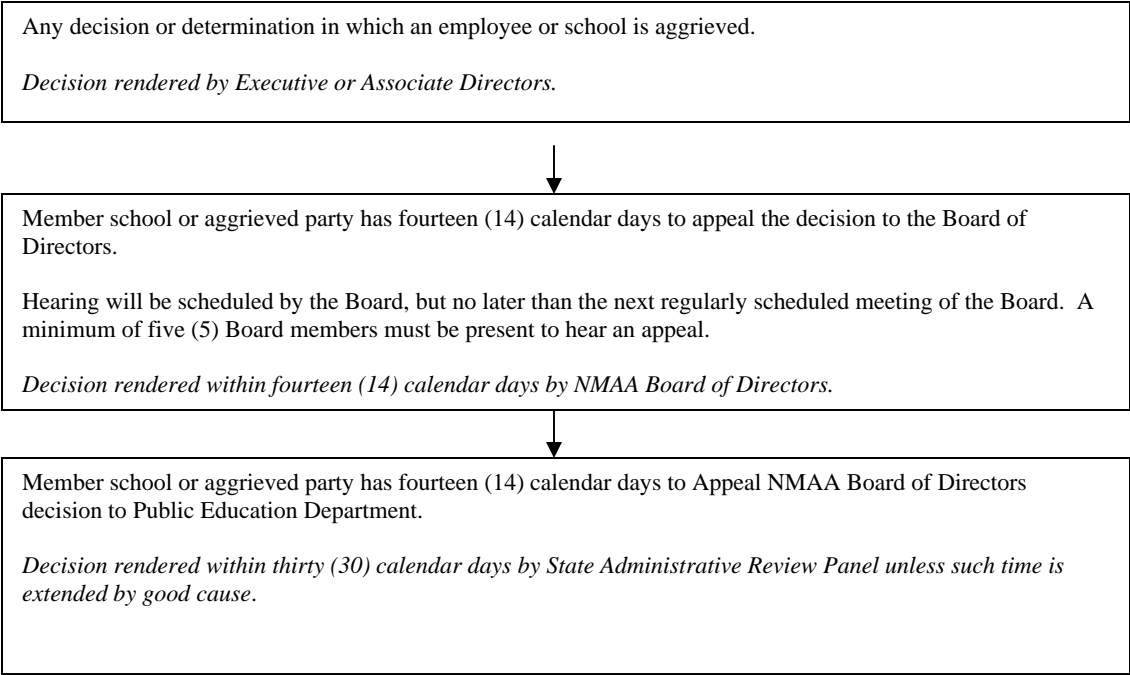 Any decision or determination in which an employee or school is aggrieved.
Decision rendered by Executive or Associate Directors.
Member school or aggrieved party has fourteen (14) calendar days to appeal the decision to the Board of
Directors.
Hearing will be scheduled by the Board, but no later than the next regularly scheduled meeting of the Board.  A
minimum of five (5) Board members must be present to hear an appeal.
Decision rendered within fourteen (14) calendar days by NMAA Board of Directors.
Member school or aggrieved party has fourteen (14) calendar days to Appeal NMAA Board of Directors
decision to Public Education Department.
Decision rendered within thirty (30) calendar days by State Administrative Review Panel unless such time is
extended by good cause.